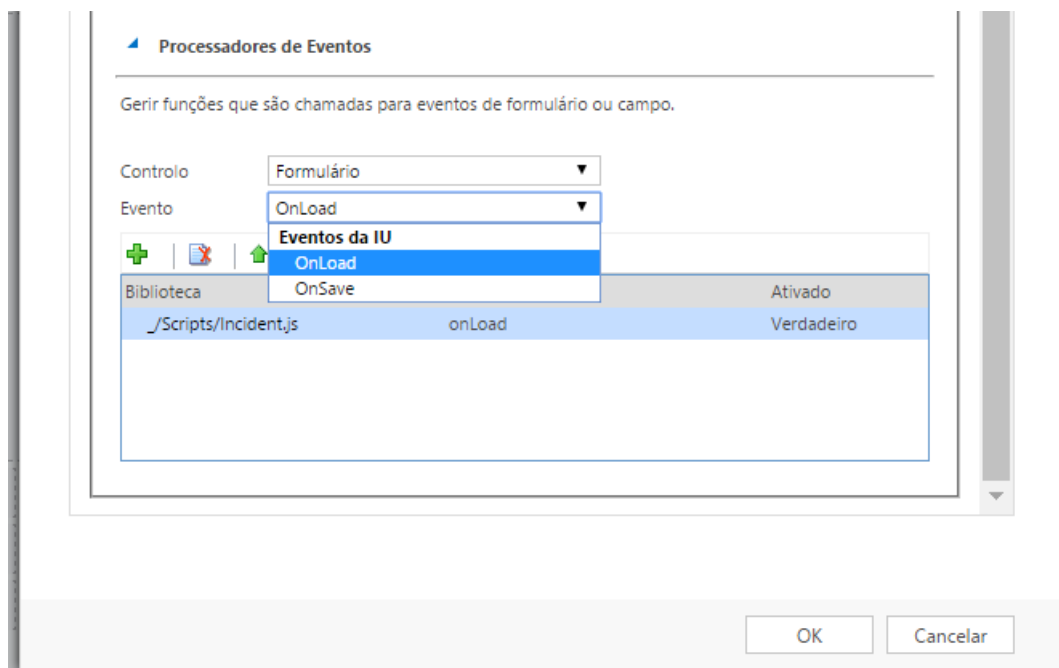 Processadores de Eventos
Gerir funções que são chamadas para eventos de formulário ou campo.
Controlo Formulário
Evento OnLoad
Eventos da IU
OnLoad
OnSave
Biblioteca Ativado
_/Scripts/Incident.js onLoad Verdadeiro
OK Cancelar